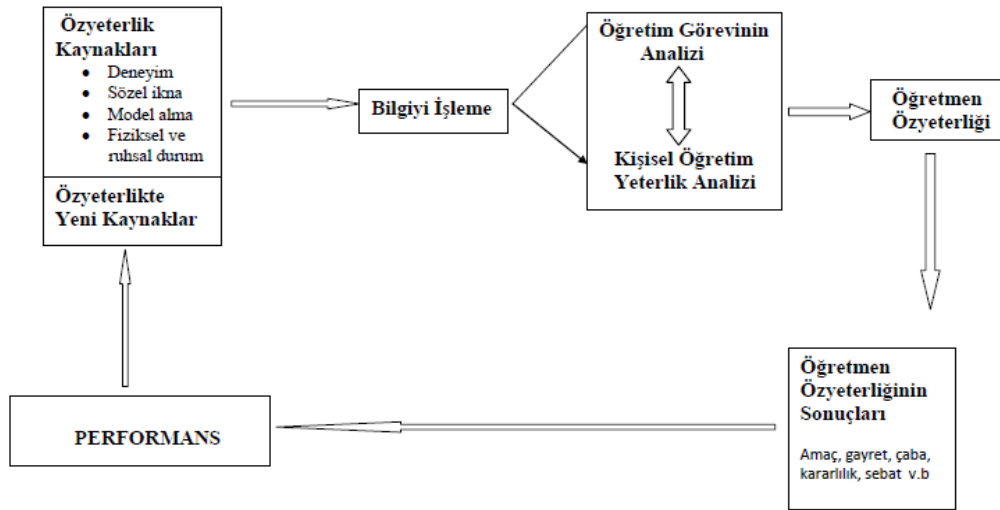 Özyeterlik
Kaynakları
• Deneyim
• Sözel ikna
• Model alma
• Fiziksel ve
ruhsal durum
Özyeterlikte
Yeni Kaynaklar
Bilgiyi İşleme
Öğretim Görevinin
Analizi
Kişisel Öğretim
Yeterlik Analizi
Öğretmen
Özyeterliği
Öğretmen
Özyeterliğinin
Sonuçları
Amaç, gayret, çaba,
kararlılık, sebat v.b
PERFORMANS